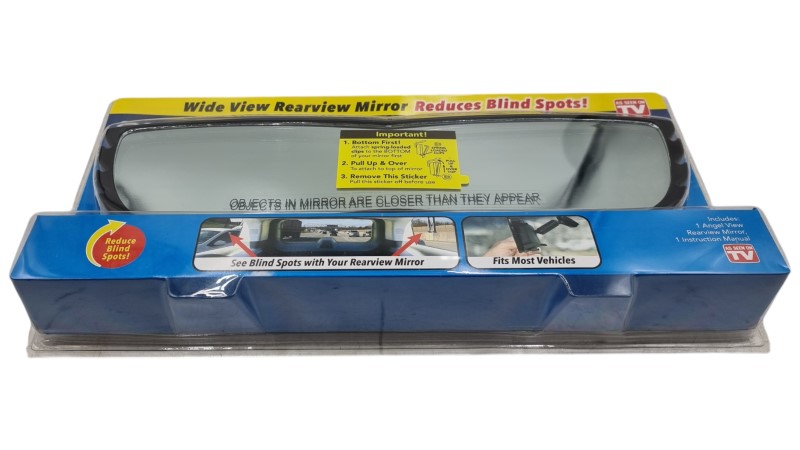 Wide View Rearview Mirror Reduces Blind Spots!
AS SEEN ON
TV
Important!
1. Bottom First!
Attach spring-loaded
clips to the BOTTOM
of your mirror first
2. Pull Up & Over
To attach to top of mirror
3. Remove This Sticker
Pull this sticker off before use
OBJECTS IN MIRROR ARE CLOSER THAN THEY APPEAR
Reduce
Blind
Spots!
See Blind Spots with Your Rearview Mirror
Fits Most Vehicles
Includes:
1 Angel View
Rearview Mirror,
1 Instruction Manual
AS SEEN ON
TV